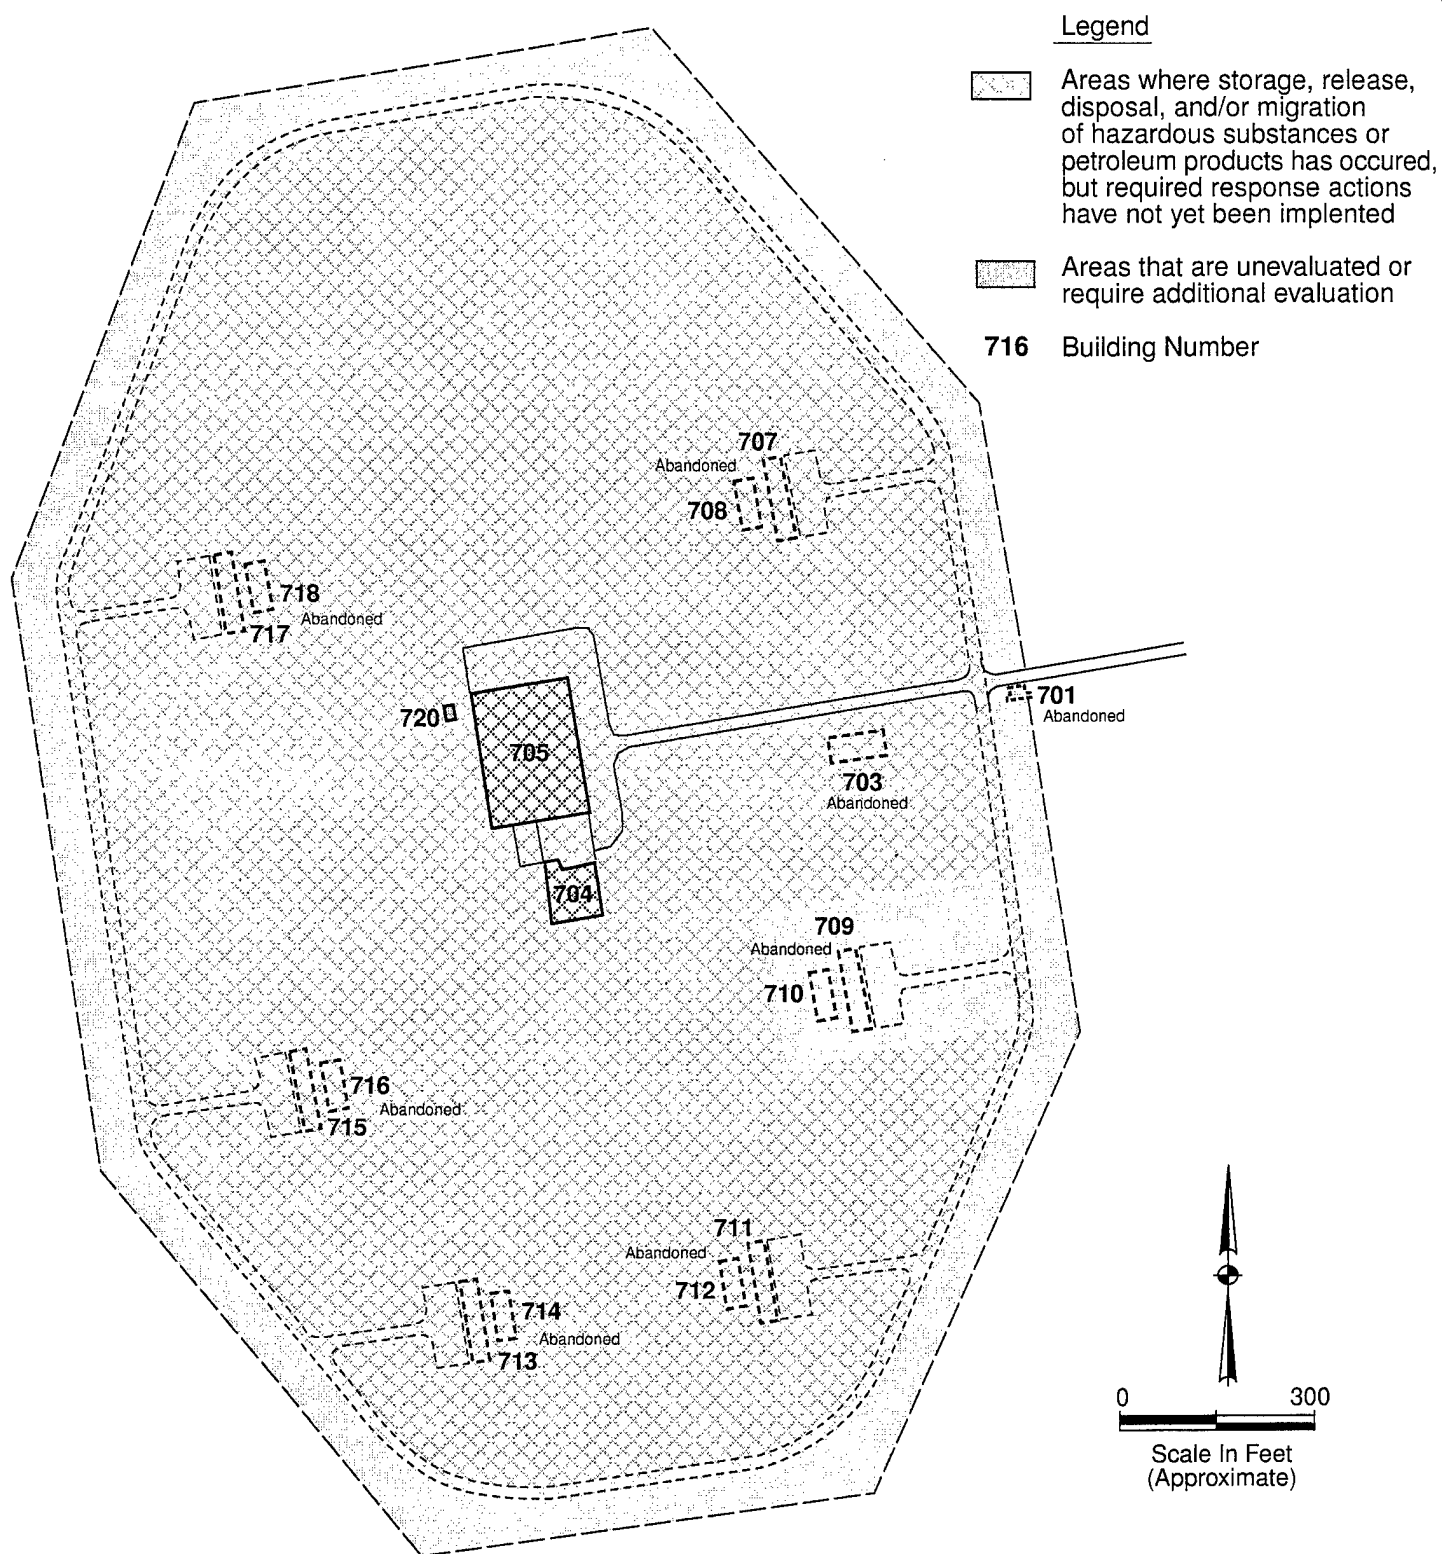 Legend
Areas where storage, release,
disposal, and/or migration
of hazardous substances or
petroleum products has occured,
but required response actions
have not yet been implented
Areas that are unevaluated or
require additional evaluation
716 Building Number
707
Abandoned
708
718
Abandoned
717
720
705
701
Abandoned
703
Abandoned
704
709
Abandoned
710
716
Abandoned
715
711
Abandoned
712
714
Abandoned
713
0 300
Scale In Feet
(Approximate)